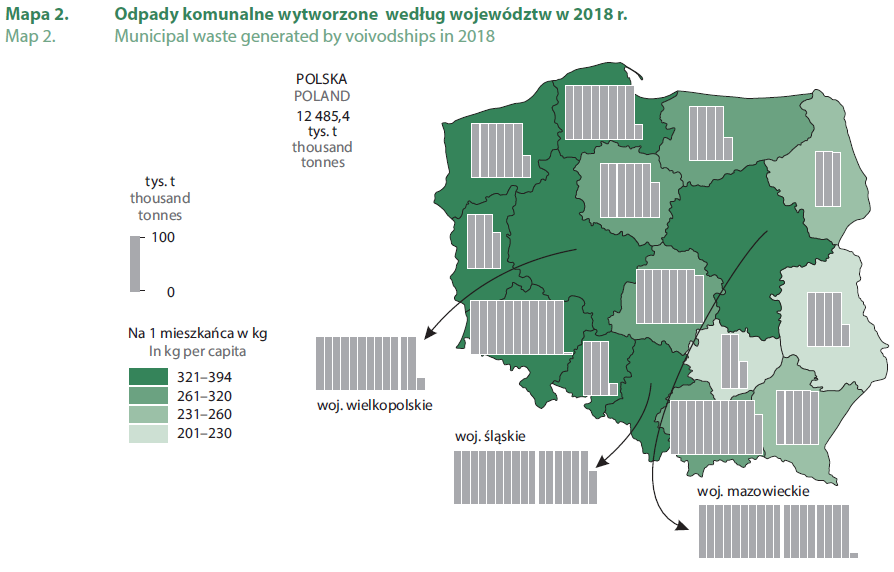 Mapa 2. Odpady komunalne wytworzone według województw w 2018 r.
Map 2. Municipal waste generated by voivodships in 2018
POLSKA
POLAND
12 485,4
tys. t
thousand
tonnes
tys. t
thousand
tonnes
100
0
Na 1 mieszkańca w kg
In kg per capita
321–394
261–320
231–260
201–230
woj. wielkopolskie
woj. śląskie
woj. mazowieckie